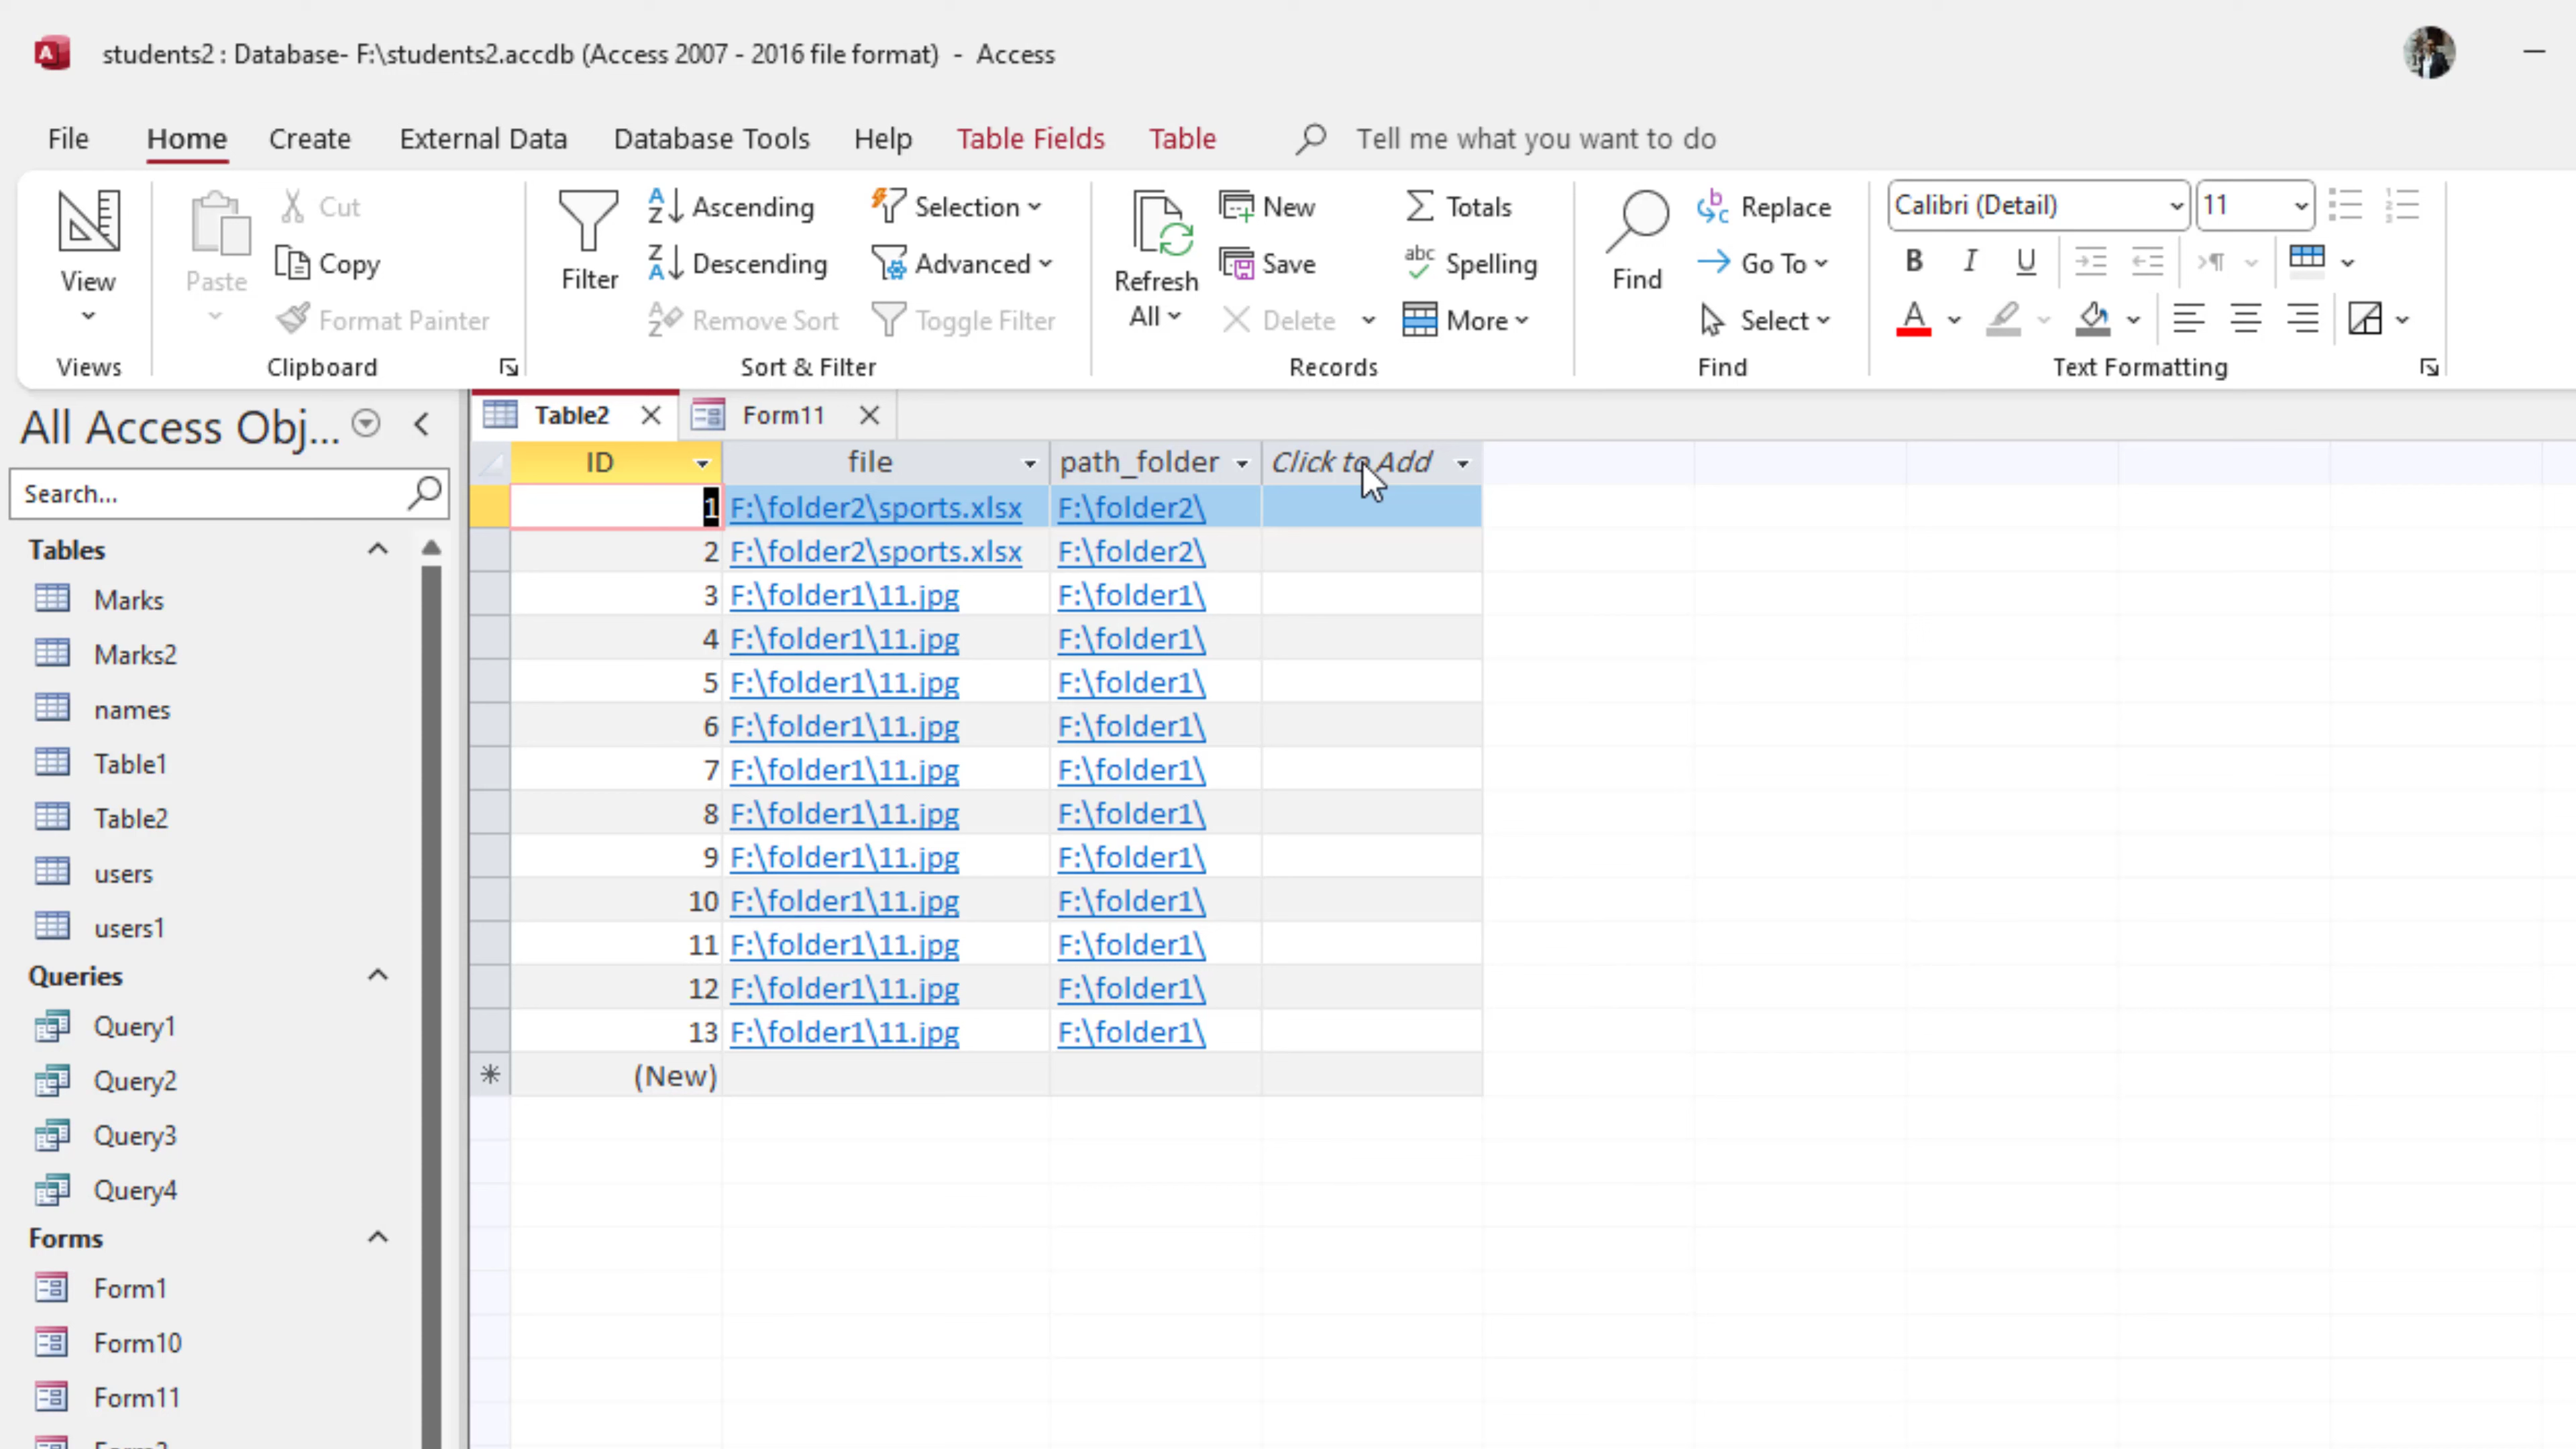 students2 : Database- F:\students2.accdb (Access 2007 - 2016 file format) - Access
File Home Create External Data Database Tools Help Table Fields Table Tell me what you want to do
View
Views
Paste
Cut
Copy
Format Painter
Clipboard
Filter
Ascending
Descending
Remove Sort
Selection
Advanced
Toggle Filter
Sort & Filter
Refresh
All
New
Save
Delete
Totals
Spelling
More
Records
Find
Replace
Go To
Select
Find
Calibri (Detail) 11
B I U
Text Formatting
All Access Obj...
Search...
Tables
Marks
Marks2
names
Table1
Table2
users
users1
Queries
Query1
Query2
Query3
Query4
Forms
Form1
Form10
Form11
Table2 Form11
ID file path_folder Click to Add
1 F:\folder2\sports.xlsx F:\folder2\
2 F:\folder2\sports.xlsx F:\folder2\
3 F:\folder1\11.jpg F:\folder1\
4 F:\folder1\11.jpg F:\folder1\
5 F:\folder1\11.jpg F:\folder1\
6 F:\folder1\11.jpg F:\folder1\
7 F:\folder1\11.jpg F:\folder1\
8 F:\folder1\11.jpg F:\folder1\
9 F:\folder1\11.jpg F:\folder1\
10 F:\folder1\11.jpg F:\folder1\
11 F:\folder1\11.jpg F:\folder1\
12 F:\folder1\11.jpg F:\folder1\
13 F:\folder1\11.jpg F:\folder1\
(New)